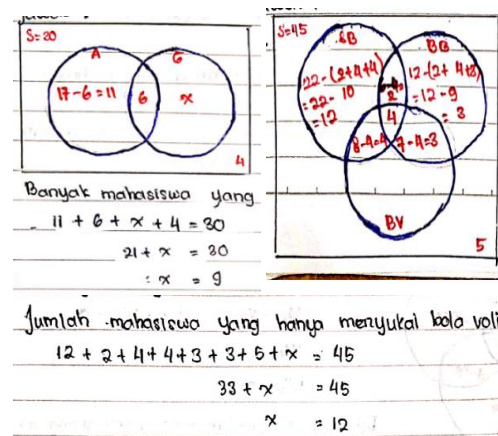 S=30
A G
17-6=11 6 x
4
Banyak mahasiswa yang
11 + 6 + x + 4 = 30
21 + x = 30
x = 9
S=45
SB BB
22-(2+4+4)
=22-10
=12
6-4=
2
12-(2+4+3)
=12-9
=3
4
8-4=4 7-4=3
BV
5
Jumlah mahasiswa yang hanya menyukai bola voli
12 + 2 + 4 + 4 + 3 + 3 + 5 + x = 45
33 + x = 45
x = 12